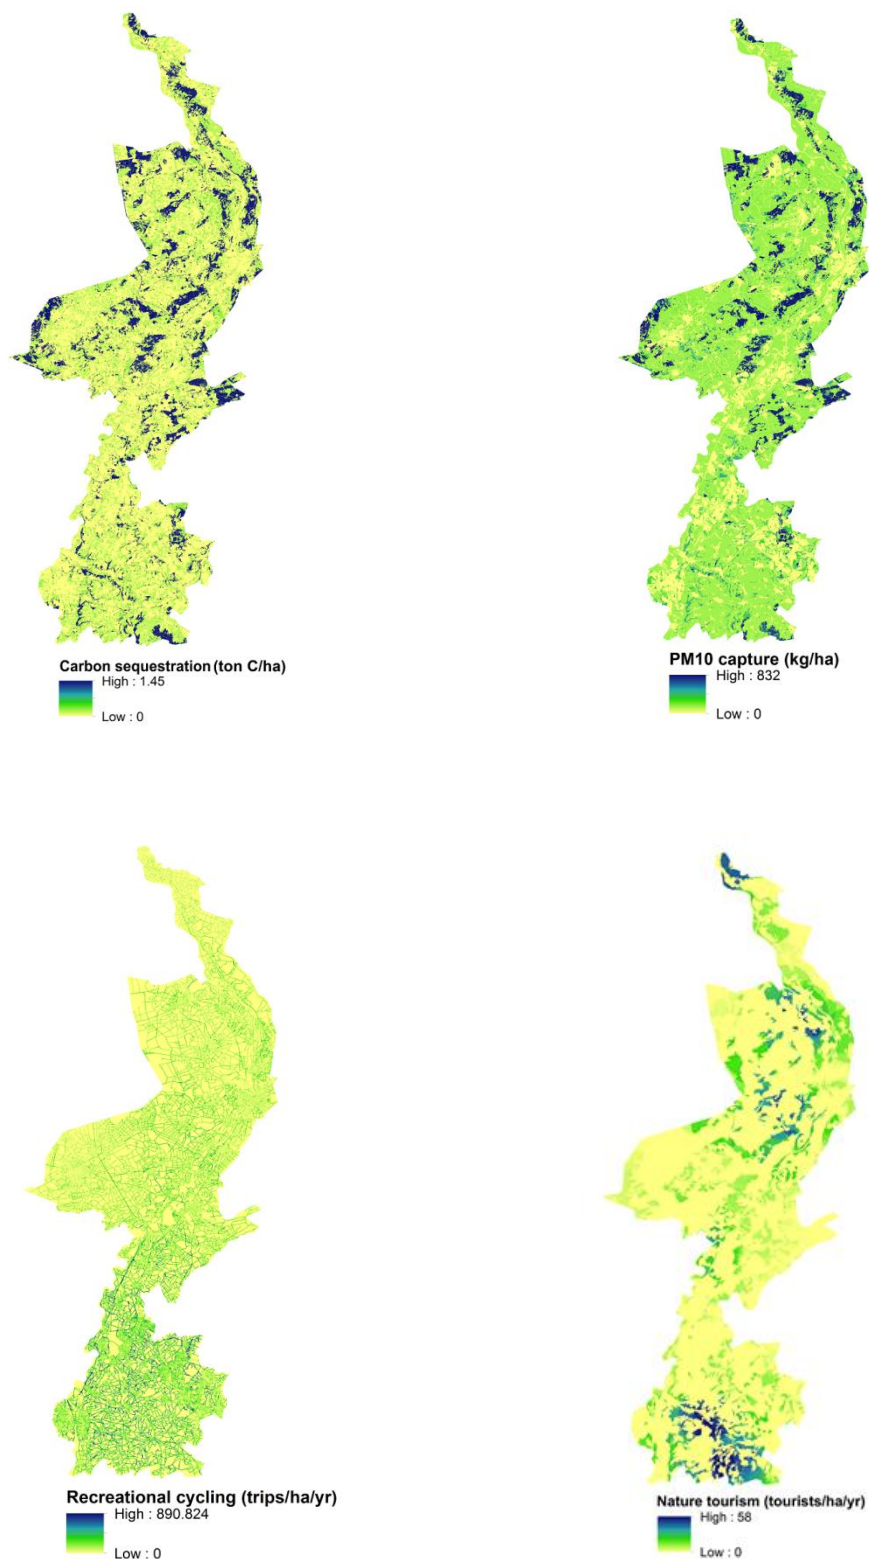 Carbon sequestration (ton C/ha)
High : 1.45
Low : 0
PM10 capture (kg/ha)
High : 832
Low : 0
Recreational cycling (trips/ha/yr)
High : 890.824
Low : 0
Nature tourism (tourists/ha/yr)
High : 58
Low : 0